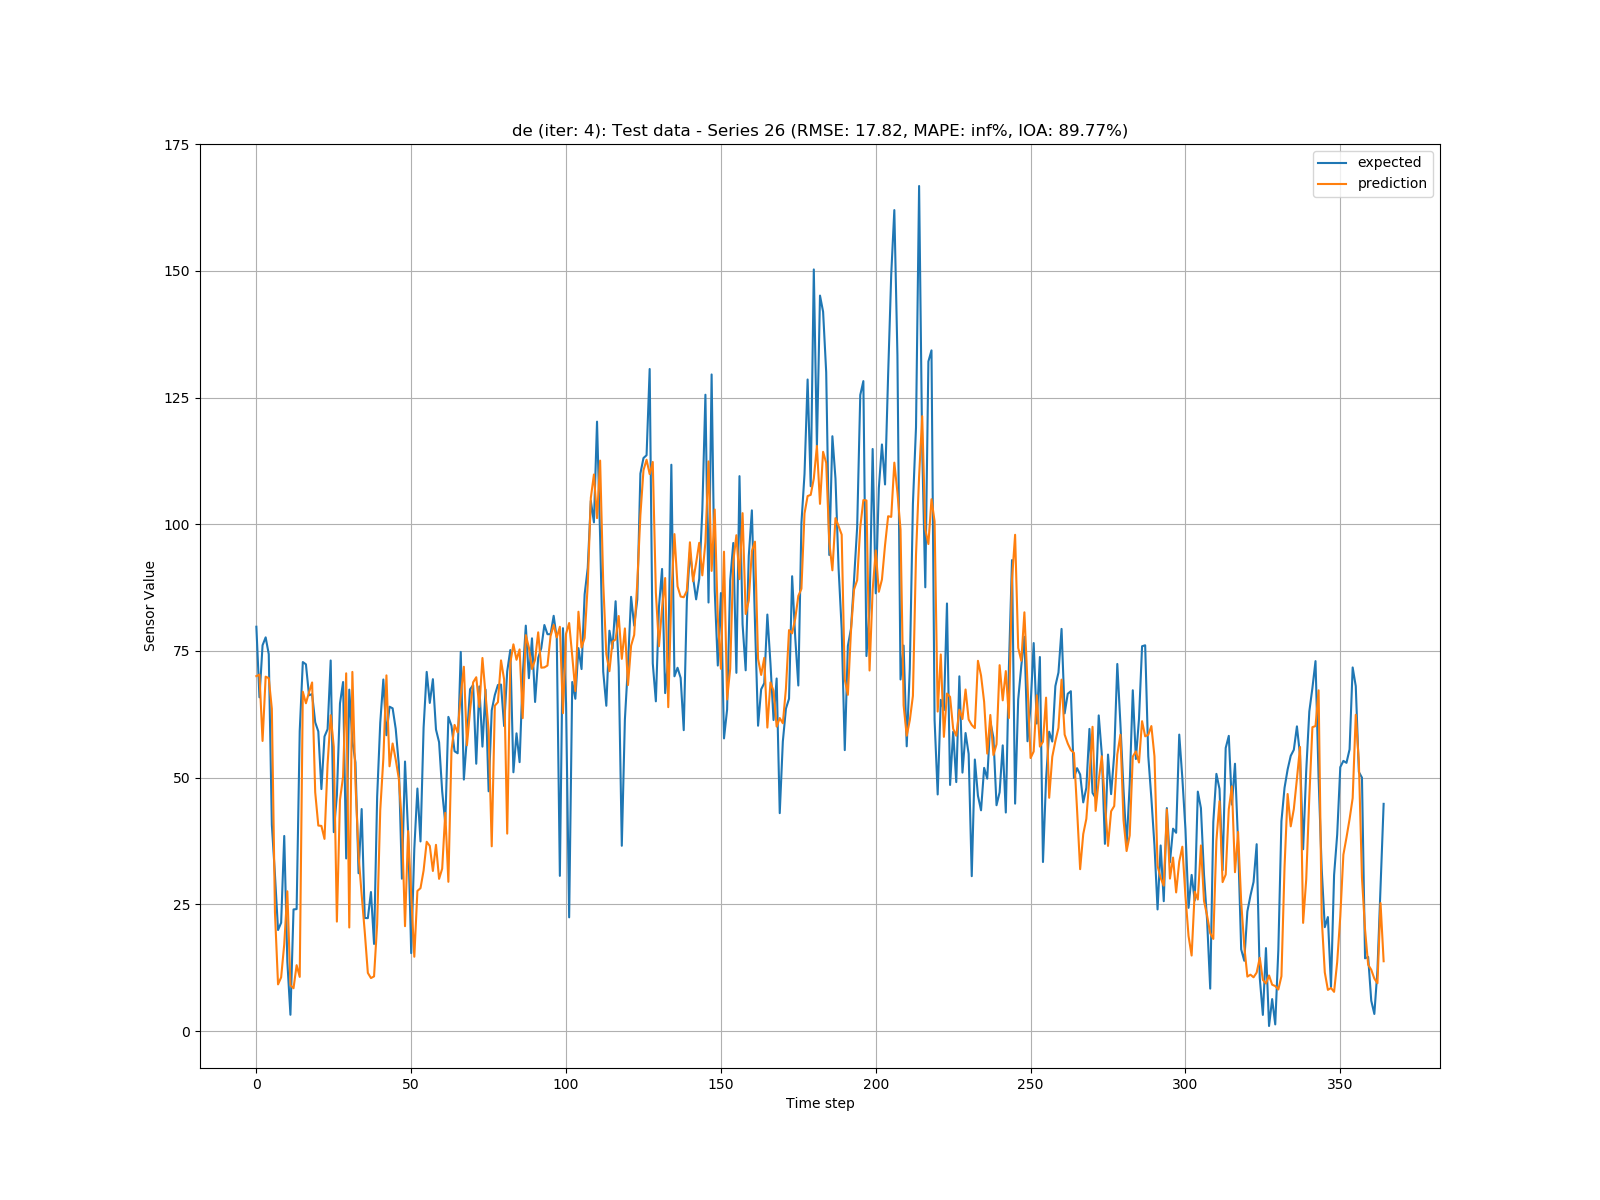 de (iter: 4): Test data - Series 26 (RMSE: 17.82, MAPE: inf%, IOA: 89.77%)
175
150
125
100
75
50
25
0
Sensor Value
expected
prediction
0 50 100 150 200 250 300 350
Time step